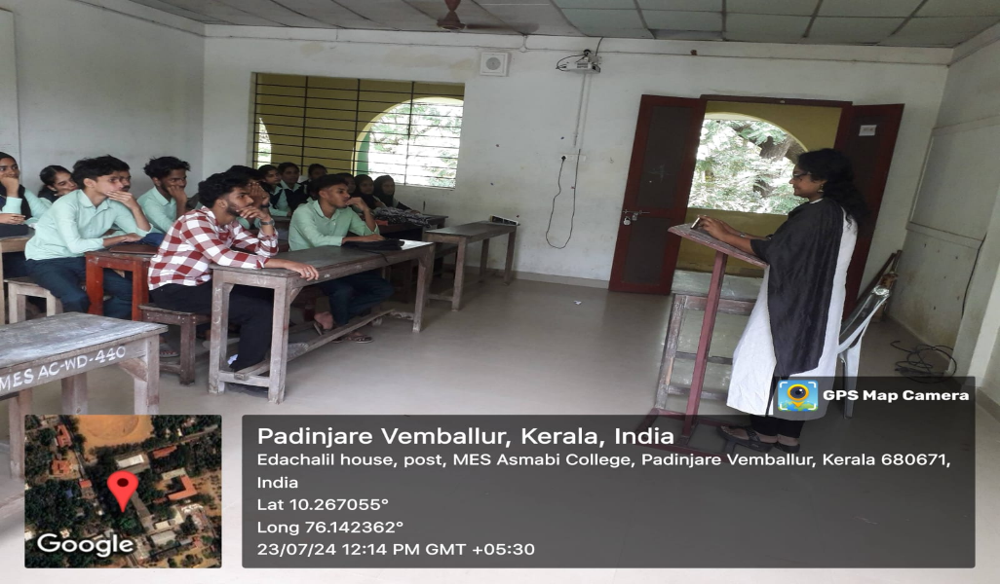 MES AC-WD-440
GPS Map Camera
Padinjare Vemballur, Kerala, India
Edachalil house, post, MES Asmabi College, Padinjare Vemballur, Kerala 680671,
India
Lat 10.267055°
Long 76.142362°
23/07/24 12:14 PM GMT +05:30
Google